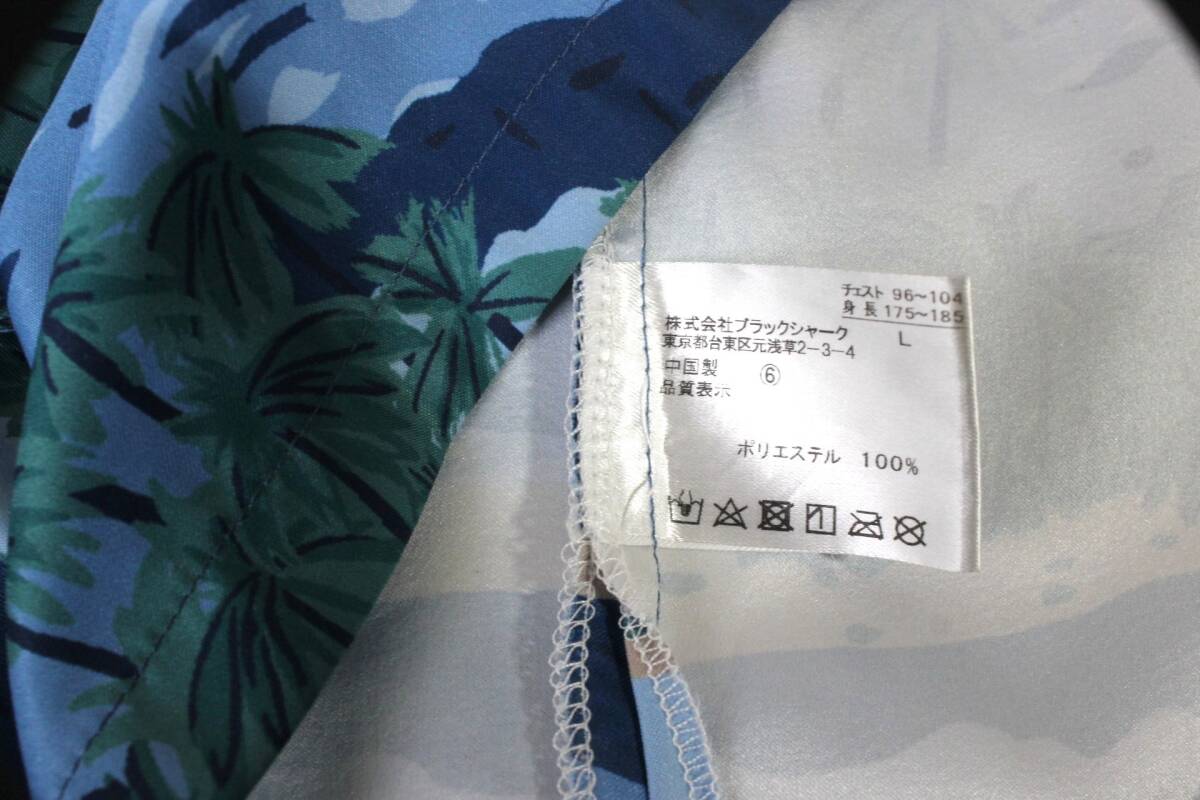 チェスト 96~104
身 長 175~185
L
株式会社ブラックシャーク
東京都台東区元浅草2-3-4
中国製 ⑥
品質表示
ポリエステル 100%